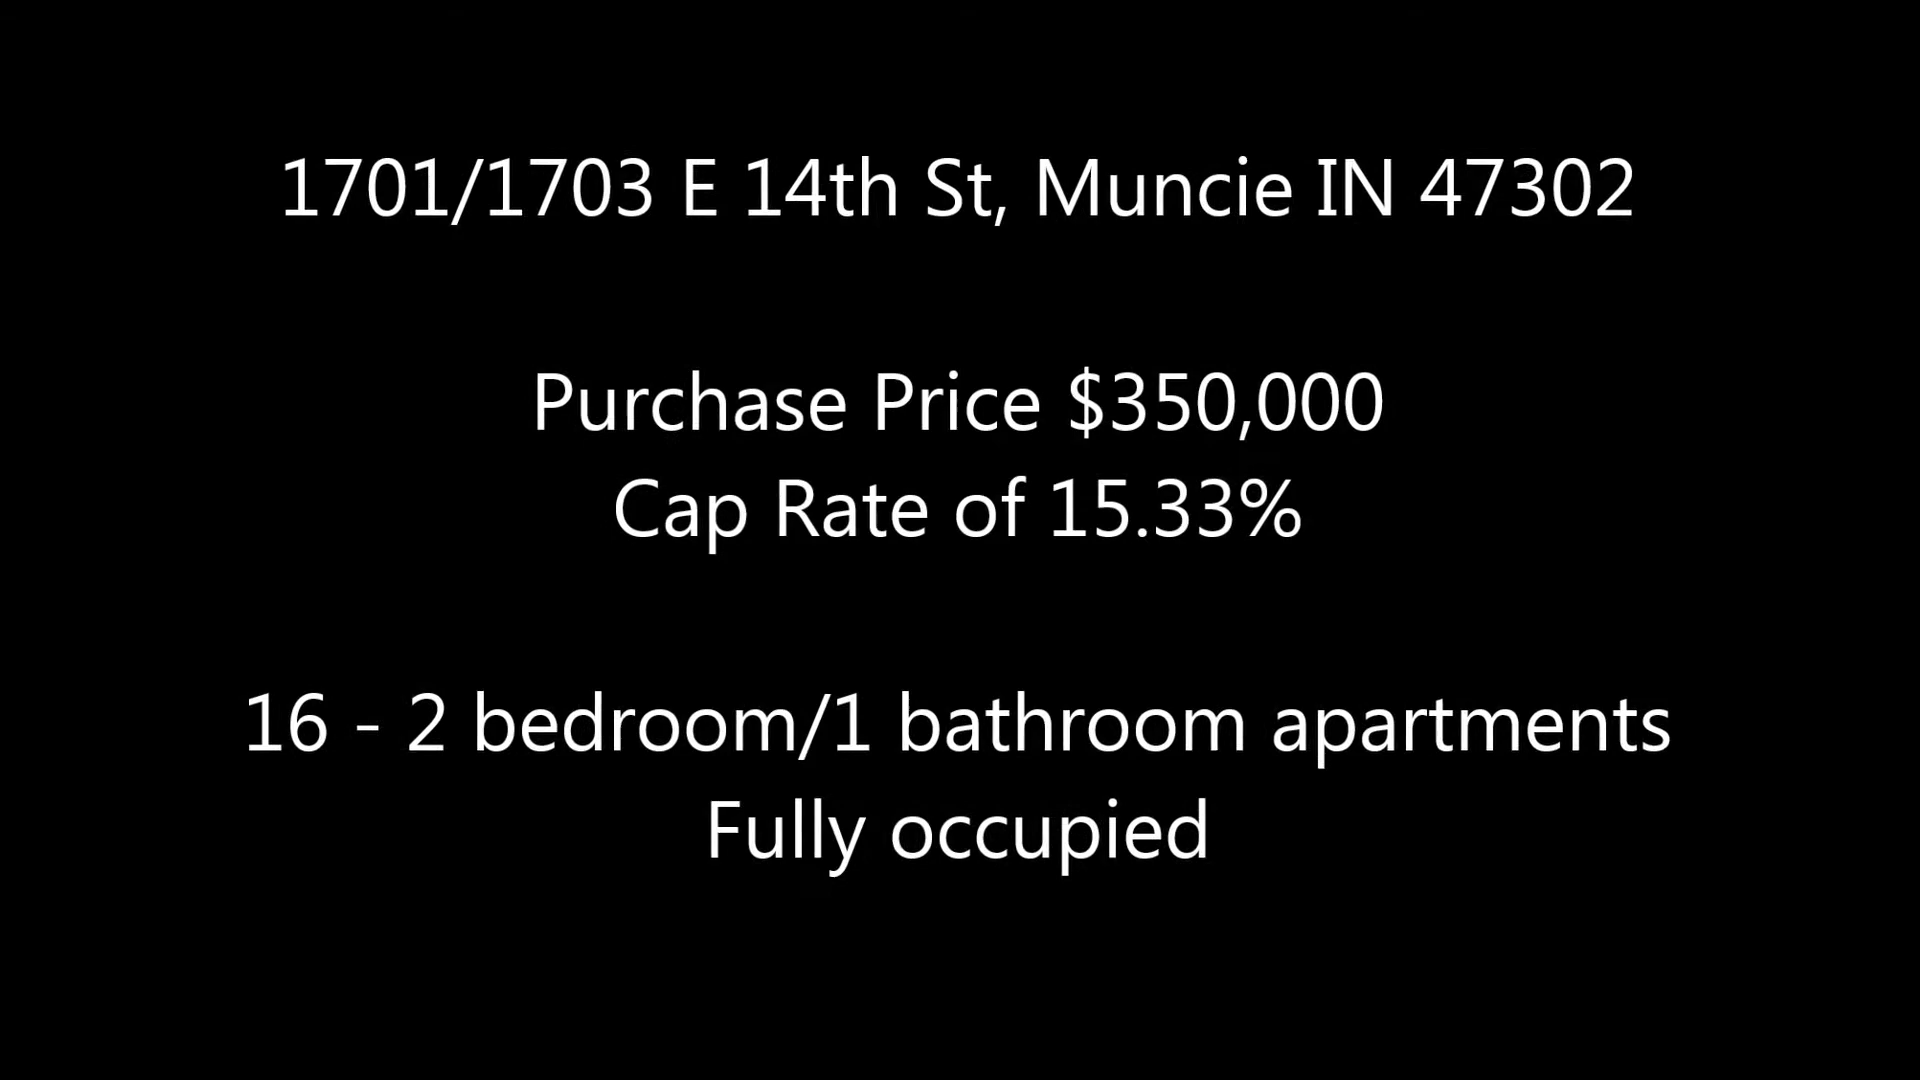 1701/1703 E 14th St, Muncie IN 47302
Purchase Price $350,000
Cap Rate of 15.33%
16 - 2 bedroom/1 bathroom apartments
Fully occupied